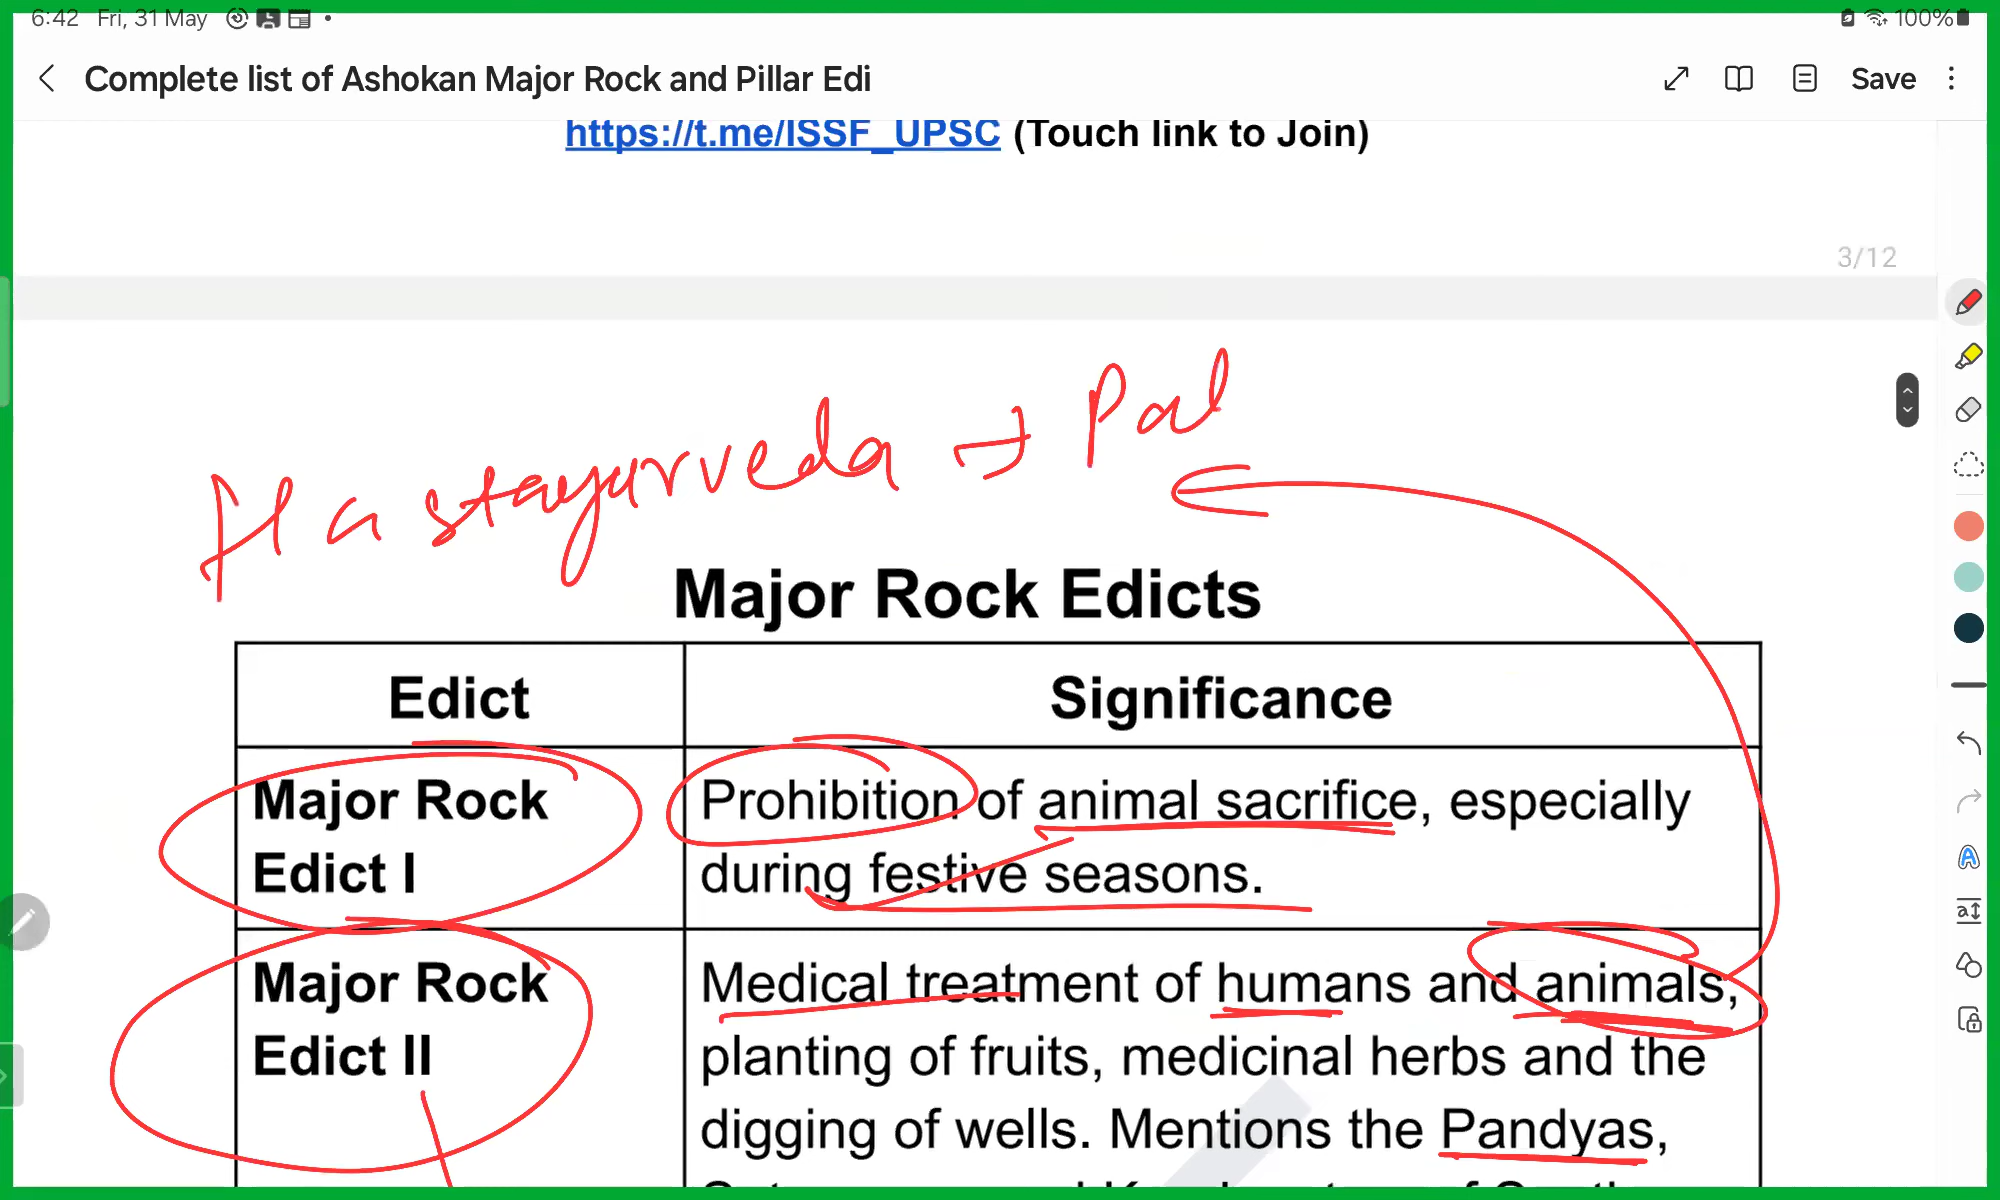 6:42 Fri, 31 May
100%
Complete list of Ashokan Major Rock and Pillar Edi
Save
https://t.me/ISSF_UPSC (Touch link to Join)
3/12
Hastayurveda → Pal
Major Rock Edicts
Edict
Significance
Major Rock
Edict I
Prohibition of animal sacrifice, especially
during festive seasons.
Major Rock
Edict II
Medical treatment of humans and animals,
planting of fruits, medicinal herbs and the
digging of wells. Mentions the Pandyas,